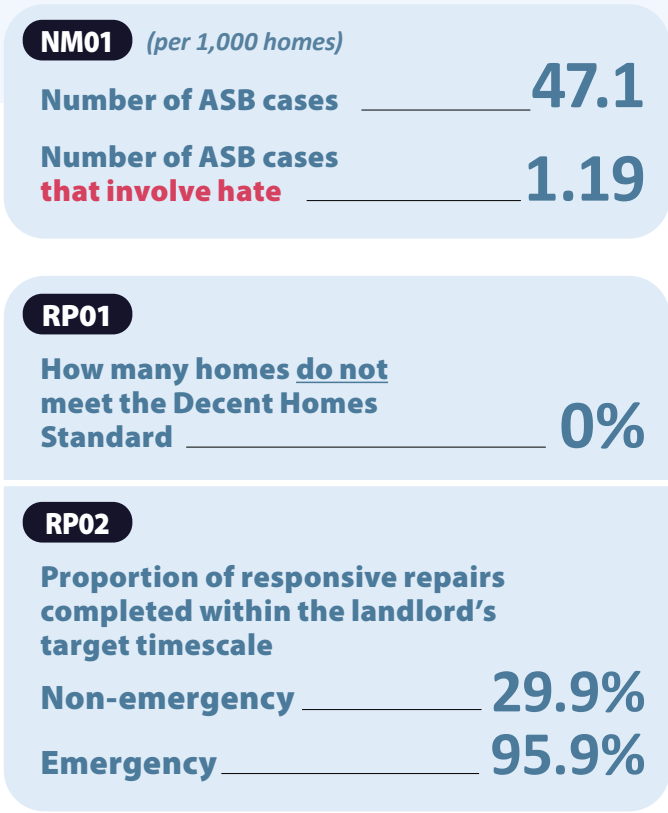 NM01 (per 1,000 homes)
Number of ASB cases 47.1
Number of ASB cases
that involve hate 1.19
RP01
How many homes do not
meet the Decent Homes
Standard 0%
RP02
Proportion of responsive repairs
completed within the landlord’s
target timescale
Non-emergency 29.9%
Emergency 95.9%